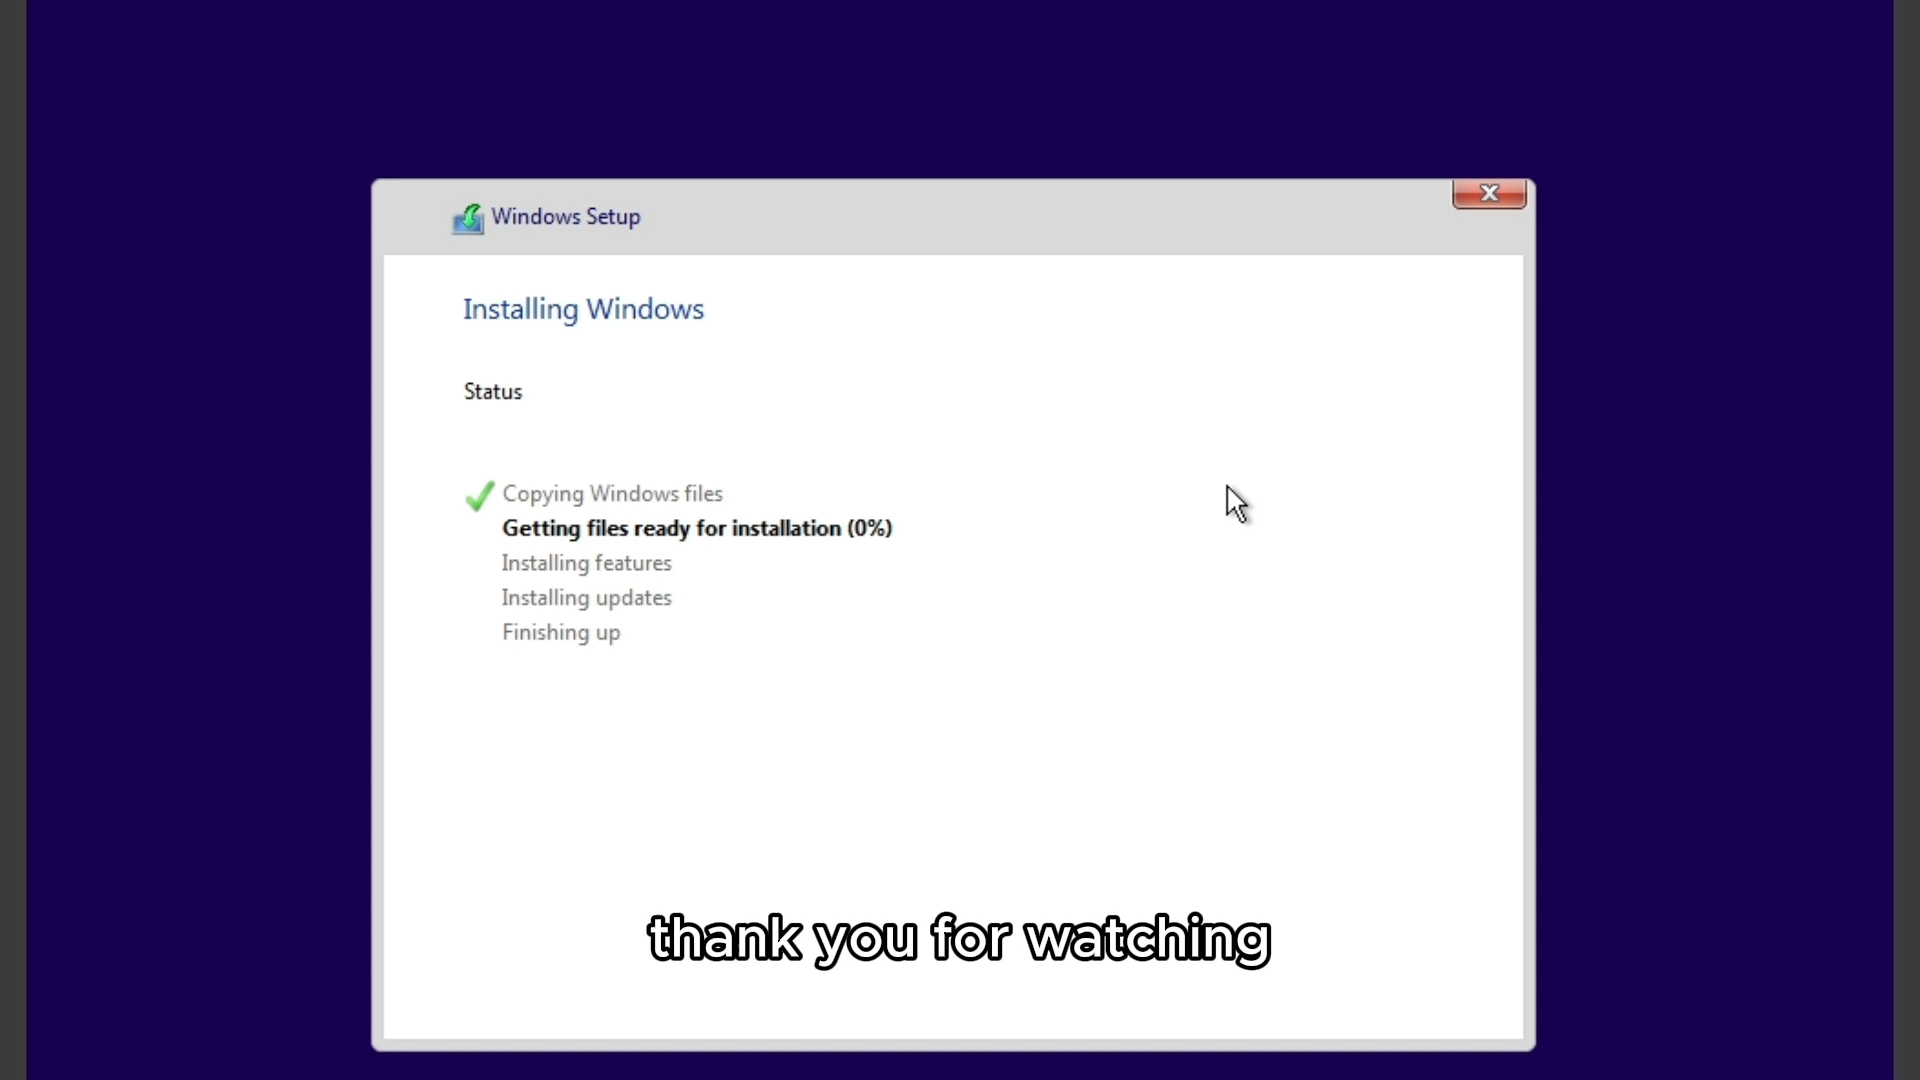 Windows Setup
Installing Windows
Status
Copying Windows files
Getting files ready for installation (0%)
Installing features
Installing updates
Finishing up
thank you for watching